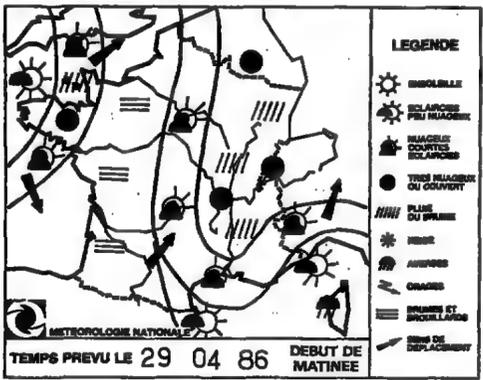 LEGENDE
ENSOLEILLE
ECLAIRCIES
PEU NUAGEUX
NUAGEUX
COURTES
ECLAIRCIES
TRES NUAGEUX
OU COUVERT
PLUIE
OU BRUINE
NEIGE
AVERSES
ORAGES
BRUMES ET
BROUILLARDS
SENS DE
DEPLACEMENT
METEOROLOGIE NATIONALE
TEMPS PREVU LE 29 04 86 DEBUT DE
MATINEE